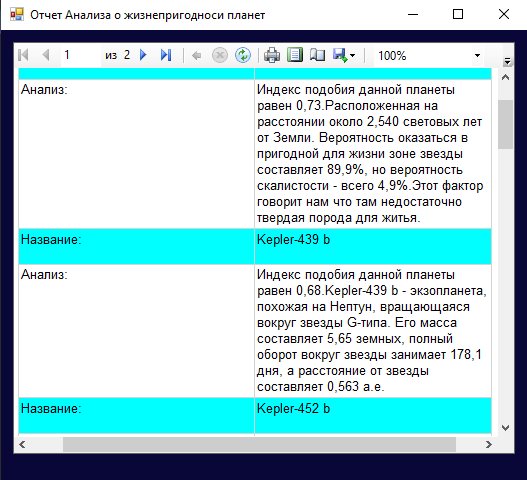 Отчет Анализа о жизнепригодноси планет
1 из 2 100%
Анализ:
Индекс подобия данной планеты
равен 0,73.Расположенная на
расстоянии около 2,540 световых лет
от Земли. Вероятность оказаться в
пригодной для жизни зоне звезды
составляет 89,9%, но вероятность
скалистости - всего 4,9%.Этот фактор
говорит нам что там недостаточно
твердая порода для житья.
Название:
Kepler-439 b
Анализ:
Индекс подобия данной планеты
равен 0,68.Kepler-439 b - экзопланета,
похожая на Нептун, вращающаяся
вокруг звезды G-типа. Его масса
составляет 5,65 земных, полный
оборот вокруг звезды занимает 178,1
дня, а расстояние от звезды
составляет 0,563 а.е.
Название:
Kepler-452 b